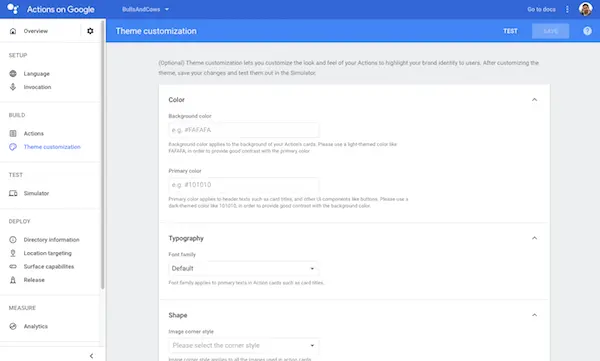 Actions on Google
BullsAndCows
Go to docs
Overview
Theme customization
TEST
SAVE
(Optional) Theme customization lets you customize the look and feel of your Actions to highlight your brand identity to users. After customizing the
theme, save your changes and test them out in the Simulator.
SETUP
Language
Invocation
BUILD
Actions
Theme customization
TEST
Simulator
DEPLOY
Directory information
Location targeting
Surface capabilities
Release
MEASURE
Analytics
Color
Background color
e.g. #FAFAFA
Background color applies to the background of your Action's cards. Please use a light-themed color like
FAFAFA, in order to provide good contrast with the primary color
Primary color
e.g. #101010
Primary color applies to header texts such as card titles, and other UI components like buttons. Please use a
dark-themed color like 101010, in order to provide good contrast with the background color.
Typography
Font family
Default
Font family applies to primary texts in Action cards such as card titles.
Shape
Image corner style
Please select the corner style
Image corner style applies to all the images used in action cards.